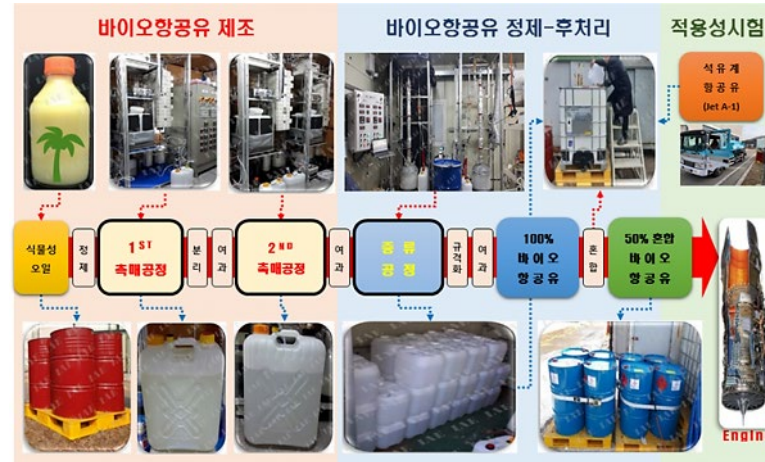 바이오항공유 제조
바이오항공유 정제-후처리
적용성시험
석유계
항공유
(Jet A-1)
식물성
오일
정제
1ST
촉매공정
분리
여과
2ND
촉매공정
여과
증류
공정
규격화
여과
100%
바이오
항공유
혼합
50% 혼합
바이오
항공유
Engin